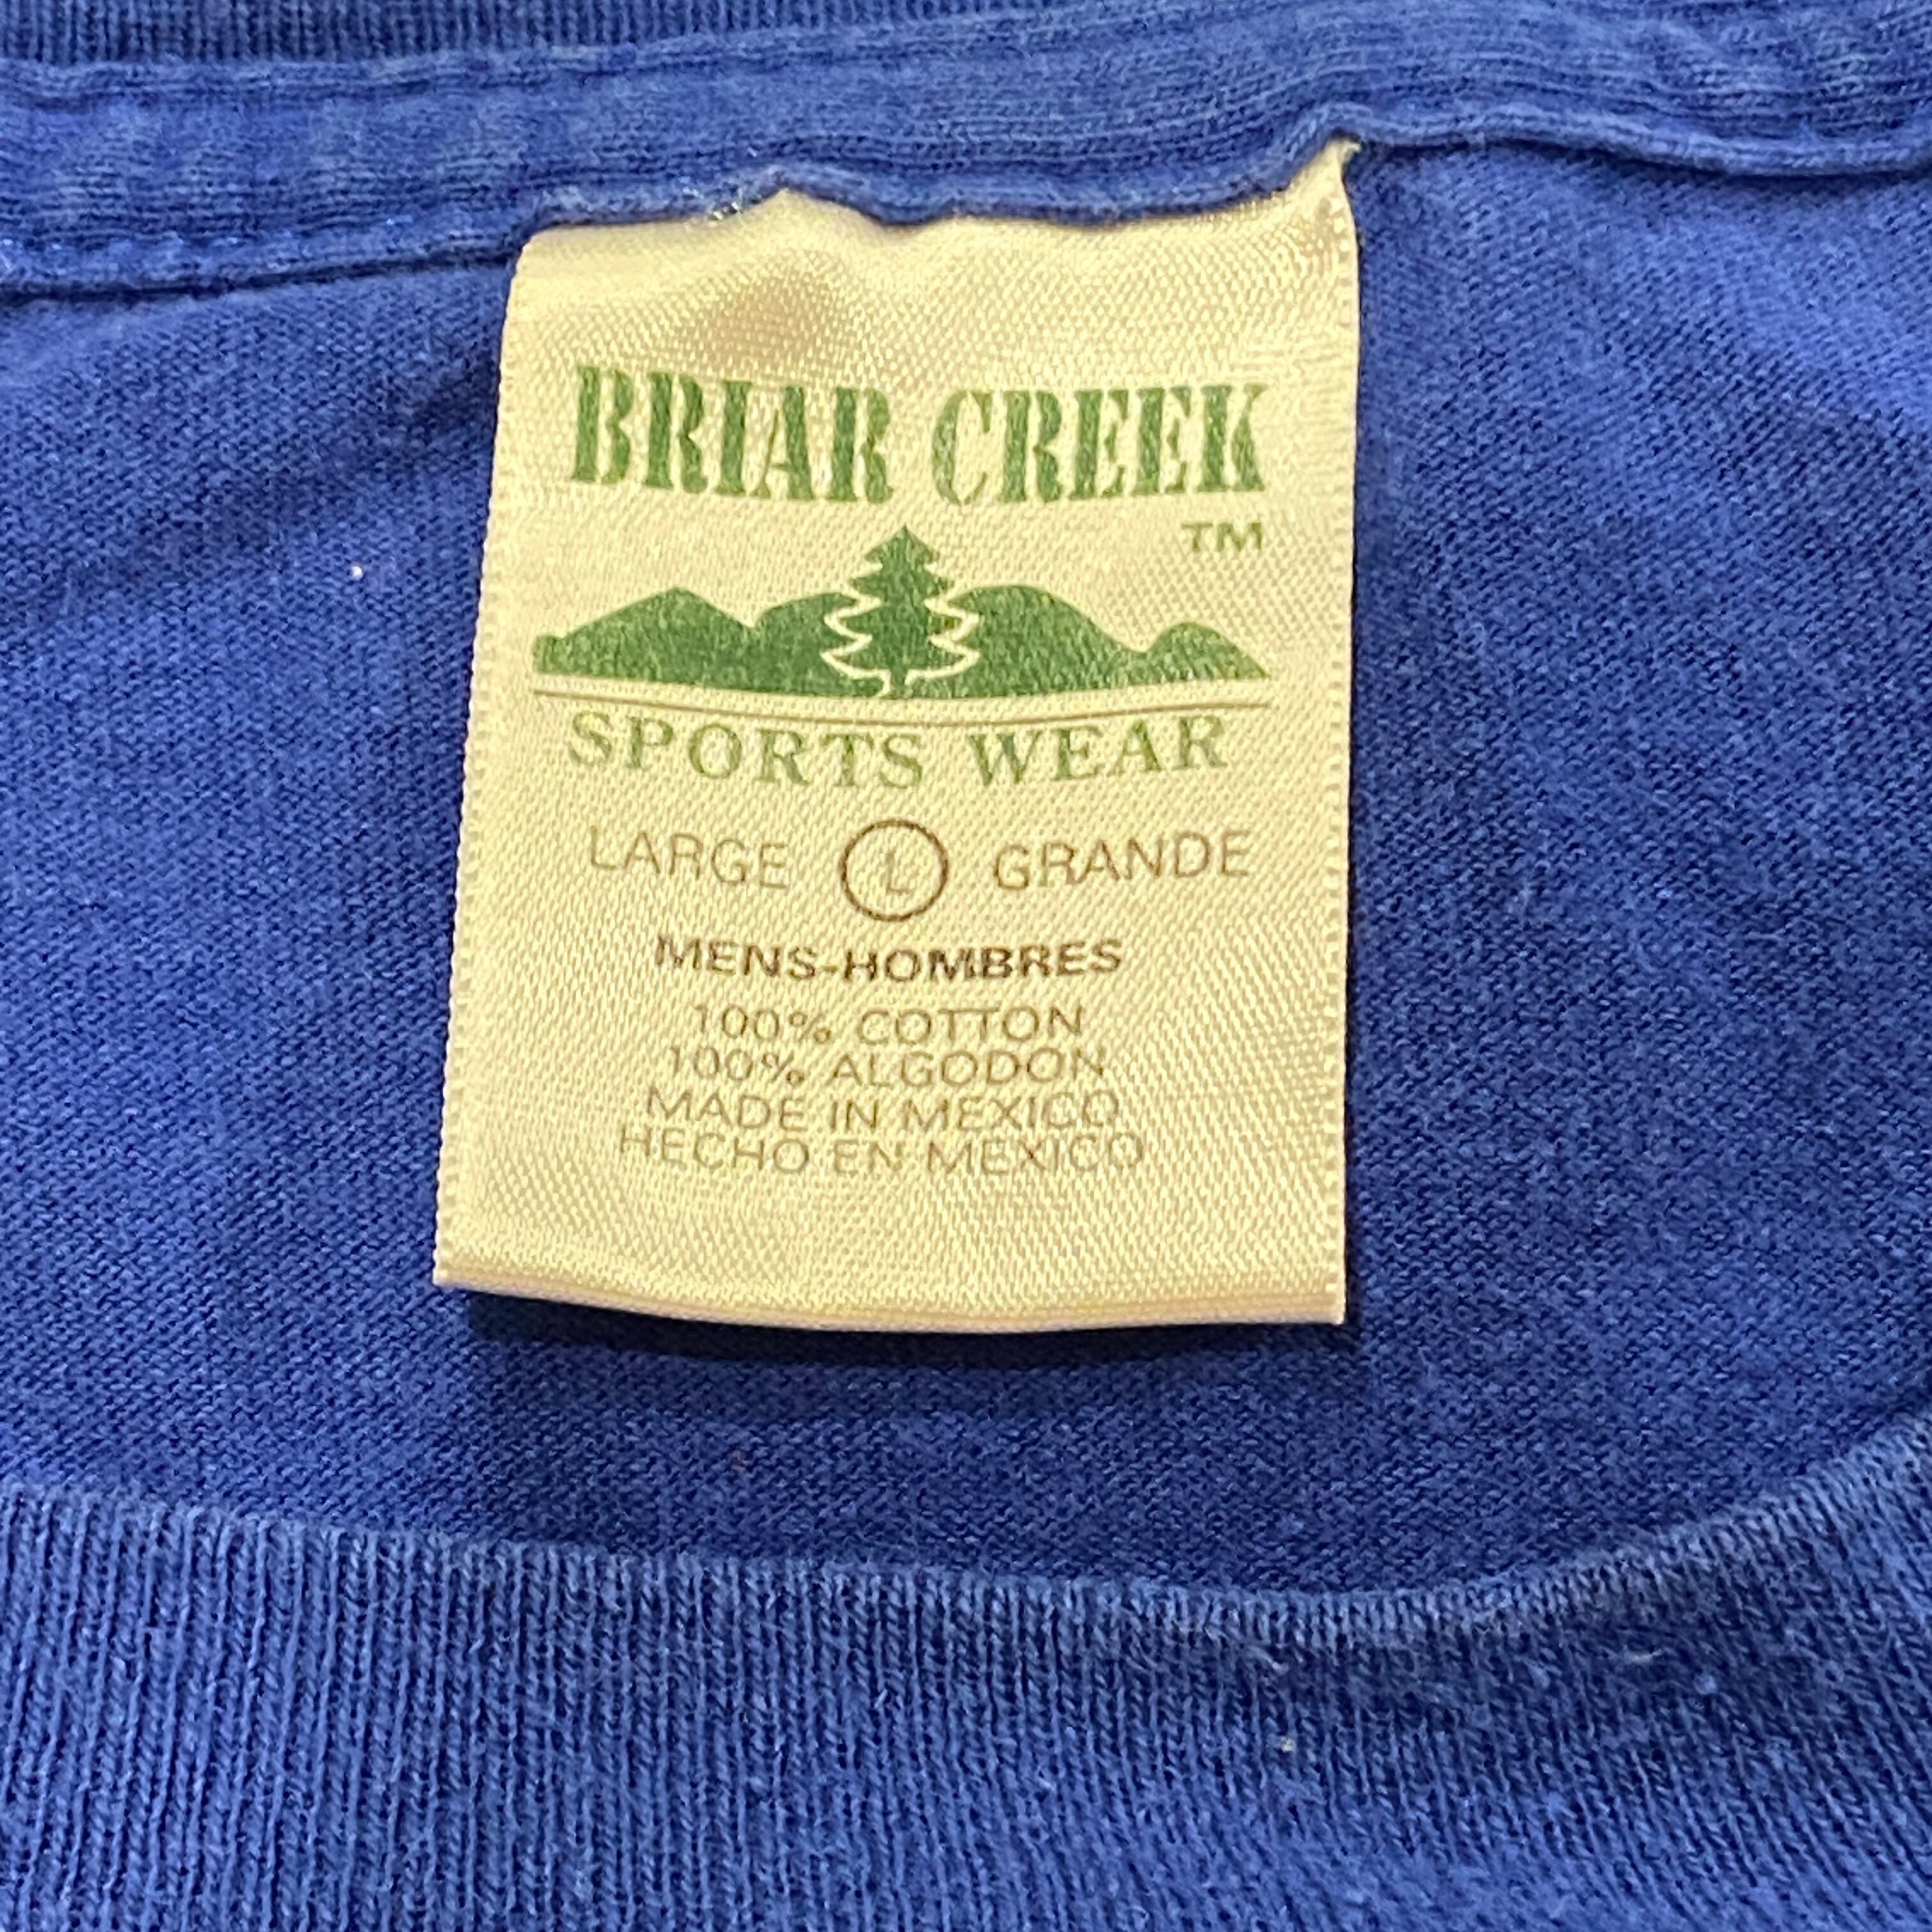 BRIAR CREEK
TM
SPORTS WEAR
LARGE L GRANDE
MENS-HOMBRES
100% COTTON
100% ALGODON
MADE IN MEXICO
HECHO EN MEXICO